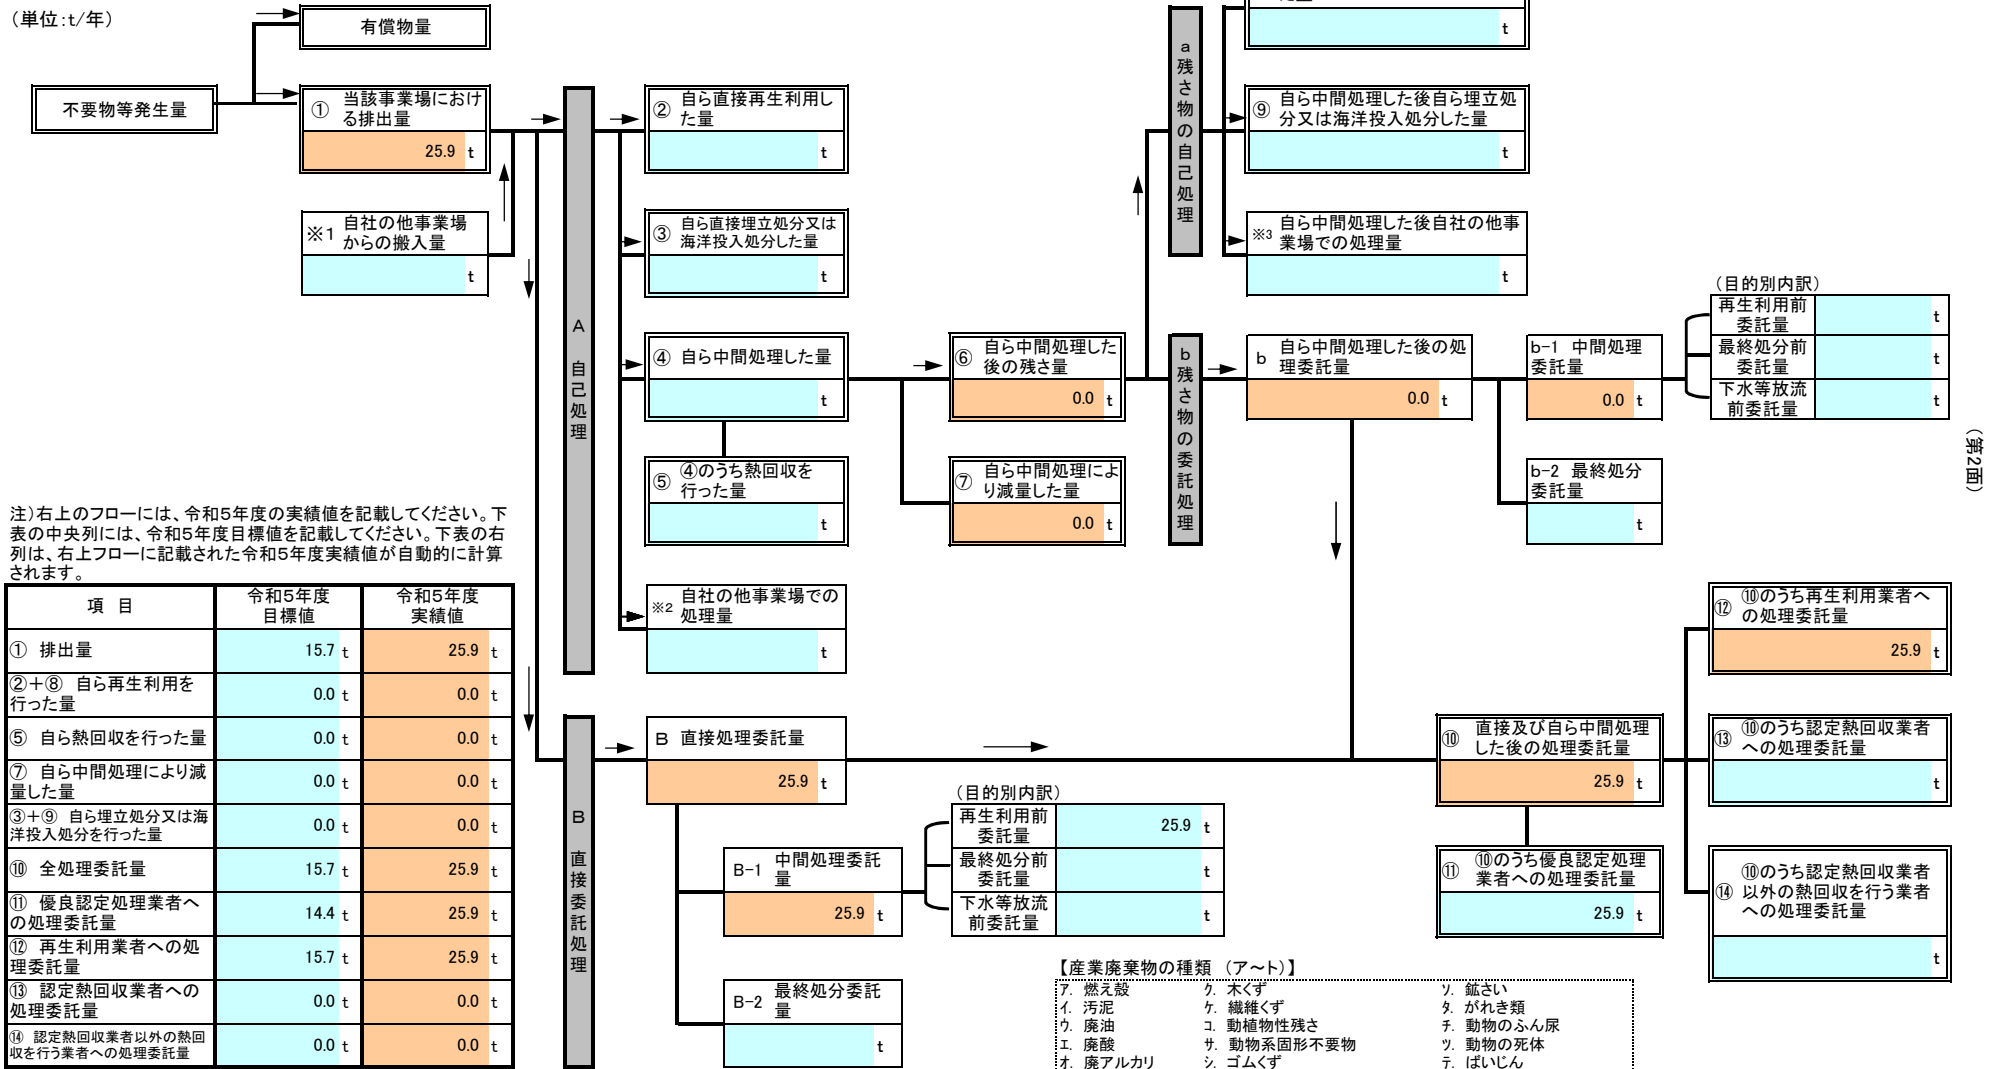 （単位：t/年）
有償物量
不要物等発生量
① 当該事業場におけ
る排出量
25.9 t
※1 自社の他事業場
からの搬入量
t
A 自己処理
② 自ら直接再生利用し
た量
t
③ 自ら直接埋立処分又は
海洋投入処分した量
t
④ 自ら中間処理した量
t
⑤ ④のうち熱回収を
行った量
t
※2 自社の他事業場での
処理量
t
⑥ 自ら中間処理した
後の残さ量
0.0 t
⑦ 自ら中間処理によ
り減量した量
0.0 t
a 残さ物の自己処理
t
⑨ 自ら中間処理した後自ら埋立処
分又は海洋投入処分した量
t
※3 自ら中間処理した後自社の他事
業場での処理量
t
b 残さ物の委託処理
b 自ら中間処理した後の処
理委託量
0.0 t
b-1 中間処理
委託量
0.0 t
b-2 最終処分
委託量
t
（目的別内訳）
再生利用前
委託量
t
最終処分前
委託量
t
下水等放流
前委託量
t
（第2面）
注）右上のフローには、令和5年度の実績値を記載してください。下
表の中央列には、令和5年度目標値を記載してください。下表の右
列は、右上フローに記載された令和5年度実績値が自動的に計算
されます。
項 目 令和5年度 目標値 令和5年度 実績値
① 排出量 15.7 t 25.9 t
②＋⑧ 自ら再生利用を
行った量 0.0 t 0.0 t
⑤ 自ら熱回収を行った量 0.0 t 0.0 t
⑦ 自ら中間処理により減
量した量 0.0 t 0.0 t
③＋⑨ 自ら埋立処分又は海
洋投入処分を行った量 0.0 t 0.0 t
⑩ 全処理委託量 15.7 t 25.9 t
⑪ 優良認定処理業者へ
の処理委託量 14.4 t 25.9 t
⑫ 再生利用業者への処
理委託量 15.7 t 25.9 t
⑬ 認定熱回収業者への
処理委託量 0.0 t 0.0 t
⑭ 認定熱回収業者以外の熱回
収を行う業者への処理委託量 0.0 t 0.0 t
B 直接委託処理
B 直接処理委託量
25.9 t
B-1 中間処理委託
量
25.9 t
B-2 最終処分委託
量
t
（目的別内訳）
再生利用前
委託量
25.9 t
最終処分前
委託量
t
下水等放流
前委託量
t
⑩ 直接及び自ら中間処理
した後の処理委託量
25.9 t
⑪ ⑩のうち優良認定処理
業者への処理委託量
25.9 t
⑫ ⑩のうち再生利用業者へ
の処理委託量
25.9 t
⑬ ⑩のうち認定熱回収業者
への処理委託量
t
⑭ ⑩のうち認定熱回収業者
以外の熱回収を行う業者
への処理委託量
t
【産業廃棄物の種類 （ア～ト）】
ア. 燃え殻 ク. 木くず ソ. 鉱さい
イ. 汚泥 ケ. 繊維くず タ. がれき類
ウ. 廃油 コ. 動植物性残さ チ. 動物のふん尿
エ. 廃酸 サ. 動物系固形不要物 ツ. 動物の死体
オ. 廃アルカリ シ. ゴムくず テ. ばいじん